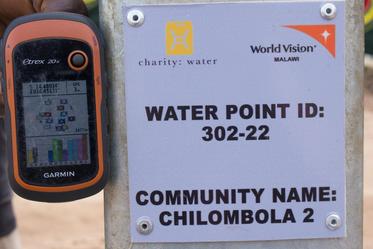 etrex 20x
GARMIN
charity: water
World Vision
MALAWI
WATER POINT ID:
302-22
COMMUNITY NAME:
CHILOMBOLA 2